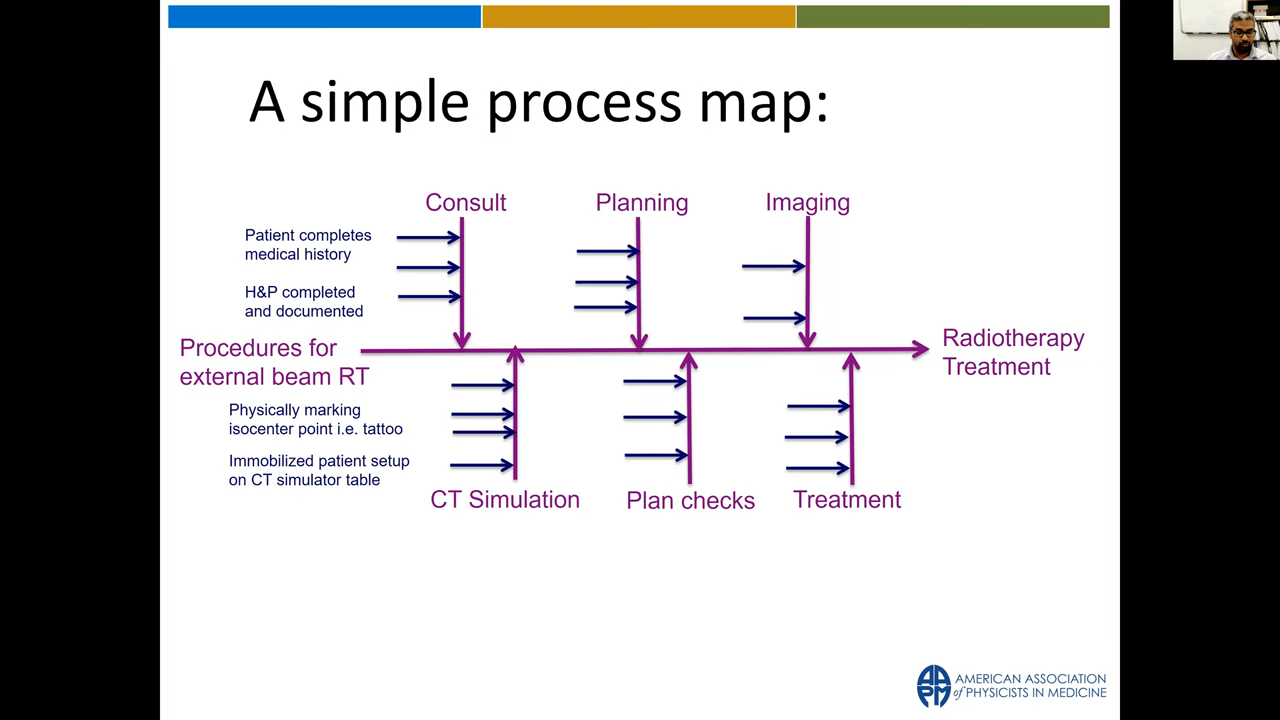 A simple process map:
Consult
Planning
Imaging
Patient completes
medical history
H&P completed
and documented
Procedures for
external beam RT
Radiotherapy
Treatment
Physically marking
isocenter point i.e. tattoo
Immobilized patient setup
on CT simulator table
CT Simulation
Plan checks
Treatment
AAPM
AMERICAN ASSOCIATION
of PHYSICISTS IN MEDICINE